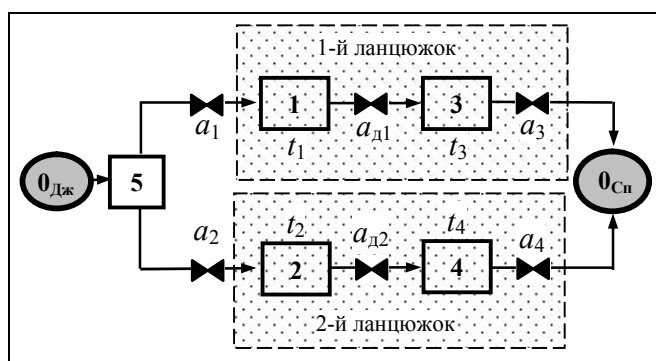 1-й ланцюжок
1
3
a₁
aд1
a₃
t₁
t₃
0Дж
5
0Сп
a₂
t₂
aд2
t₄
a₄
2
4
2-й ланцюжок